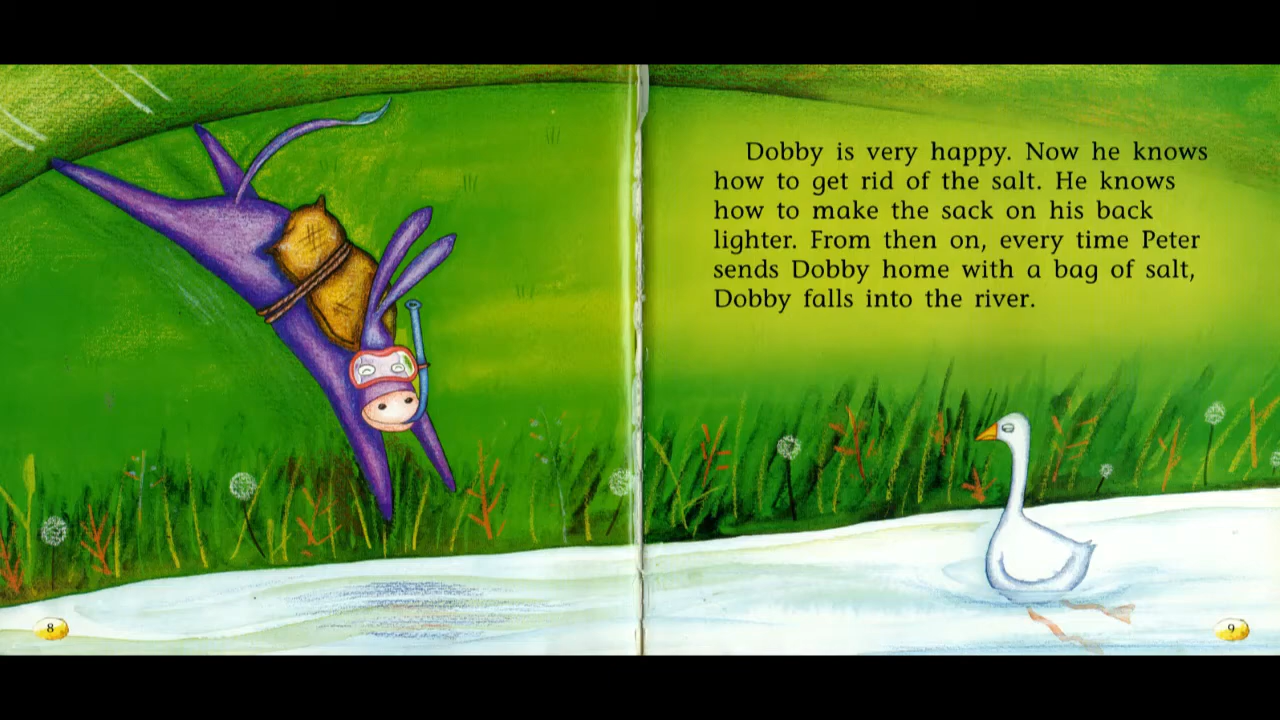 Dobby is very happy. Now he knows
how to get rid of the salt. He knows
how to make the sack on his back
lighter. From then on, every time Peter
sends Dobby home with a bag of salt,
Dobby falls into the river.
8
9